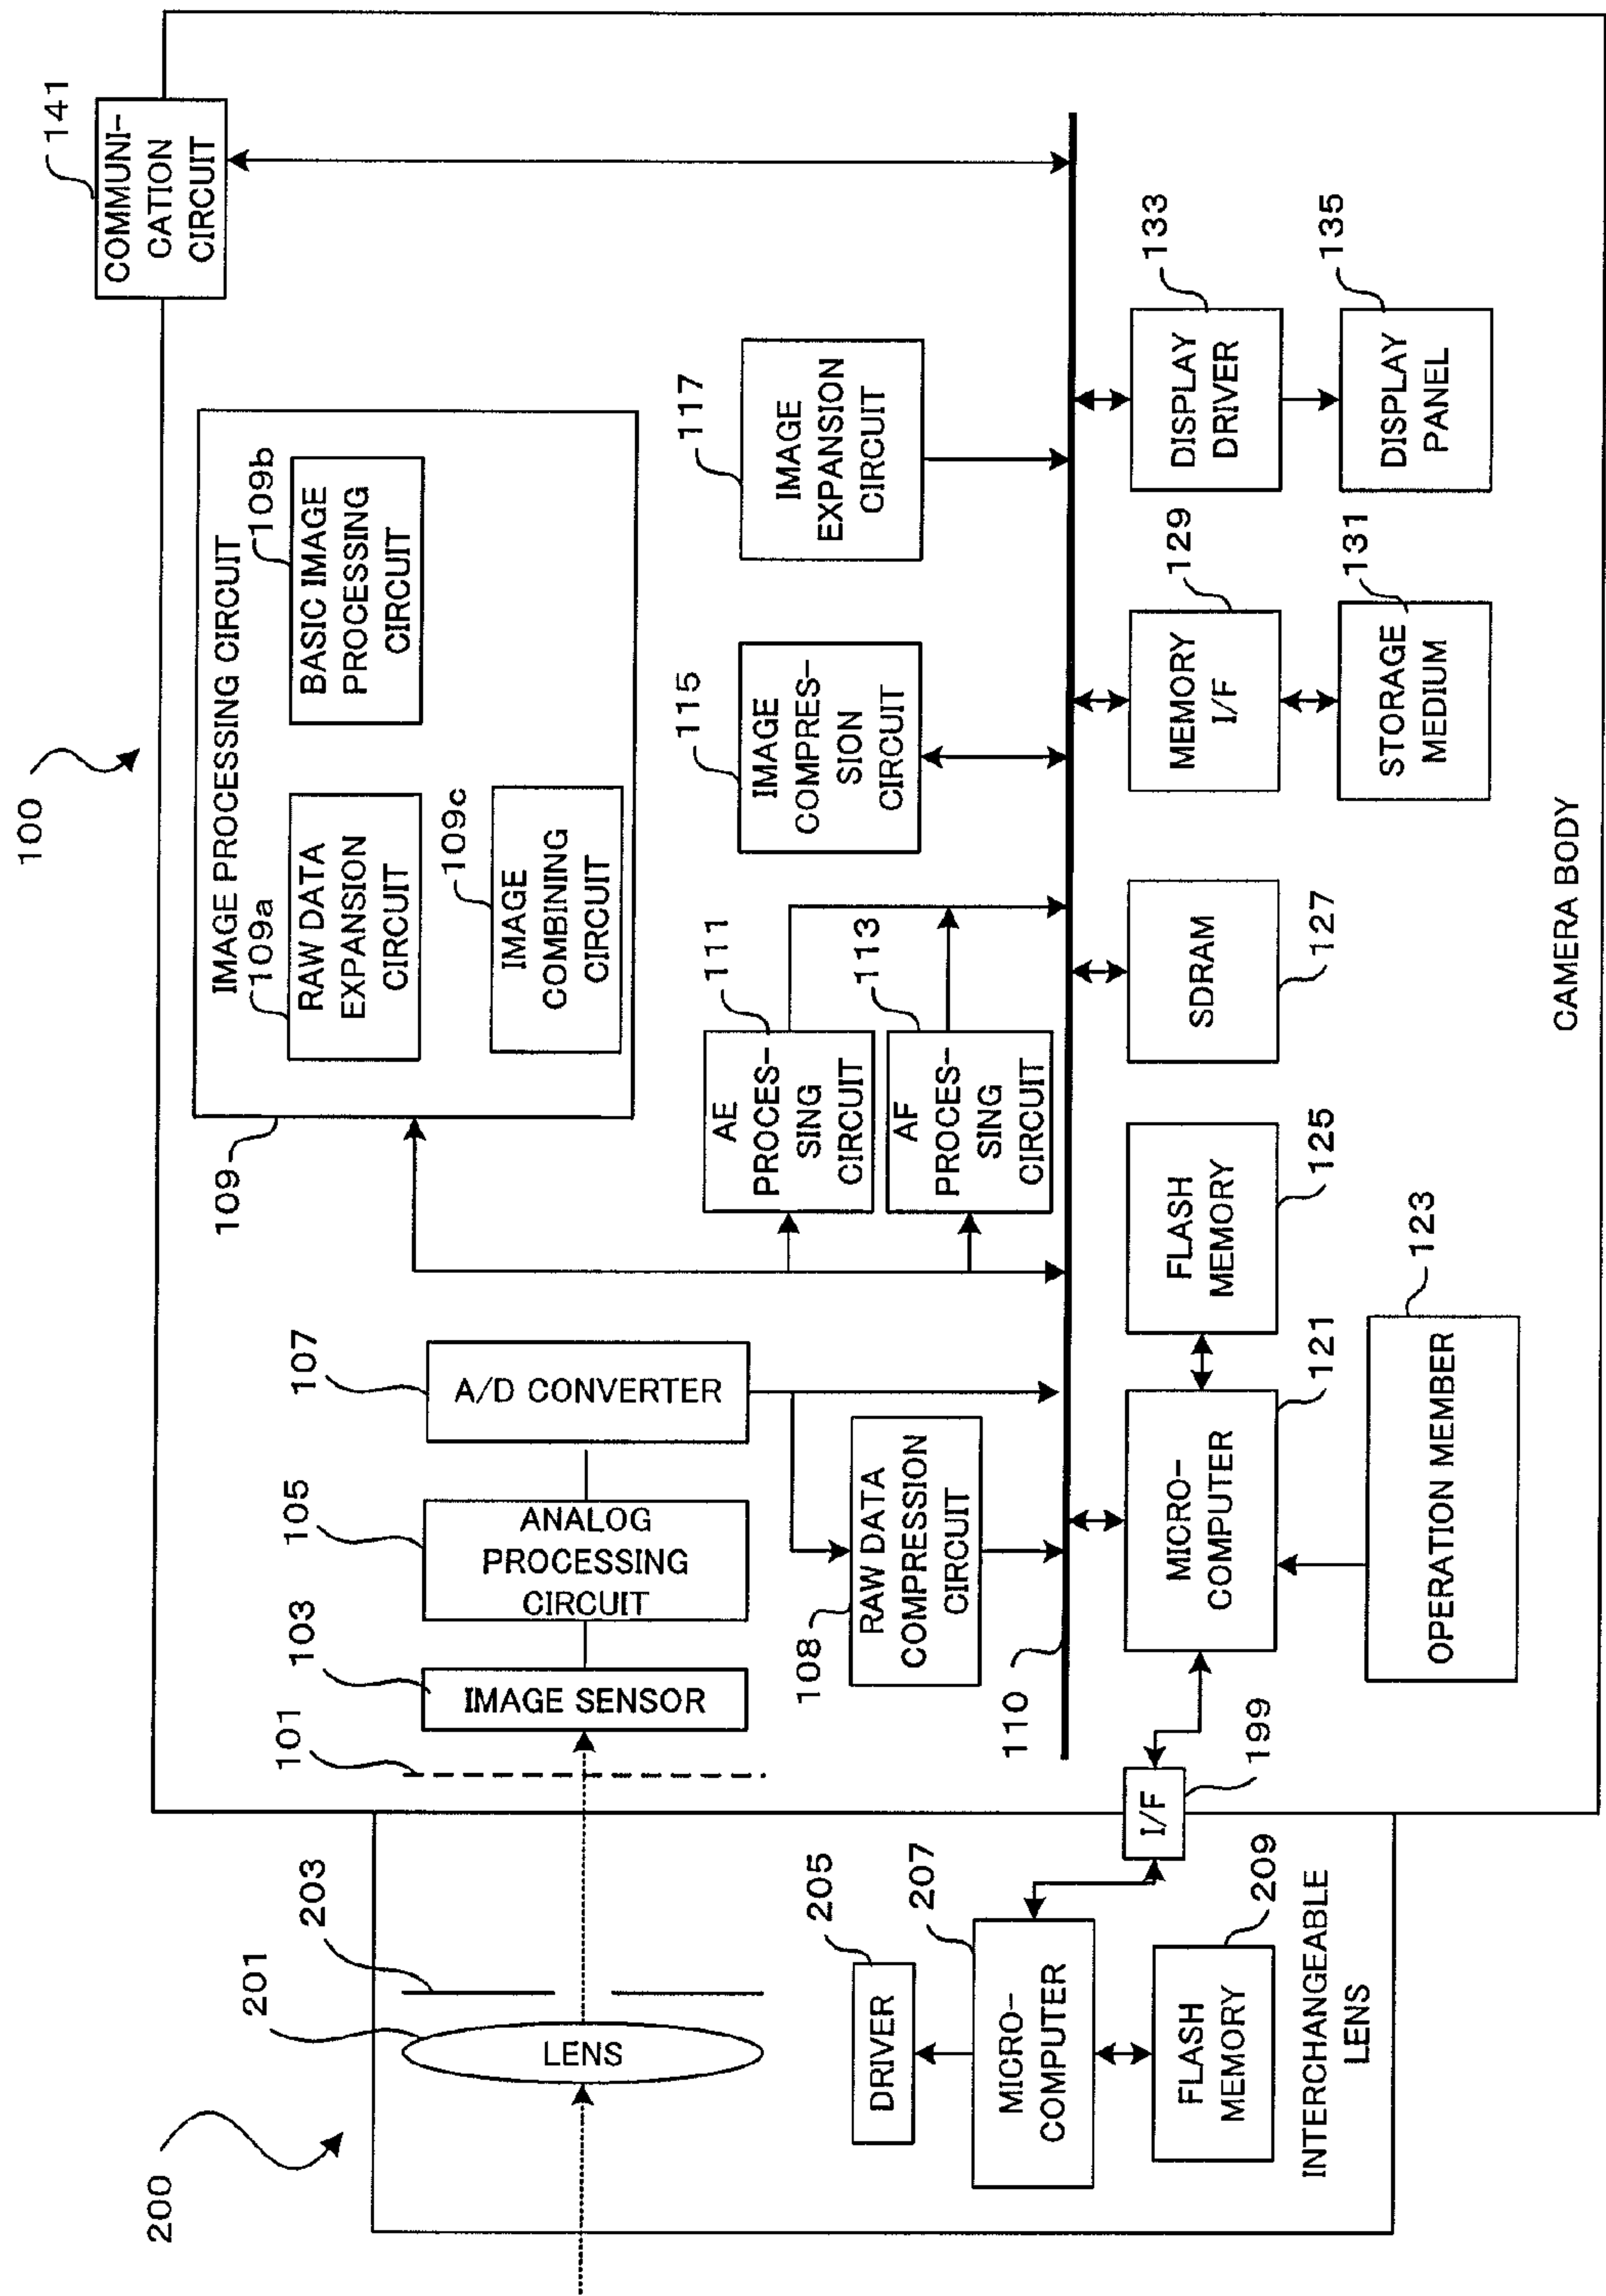 100
141
COMMUNI-
CATION
CIRCUIT
IMAGE PROCESSING CIRCUIT
109
109a
RAW DATA
EXPANSION
CIRCUIT
109b
BASIC IMAGE
PROCESSING
CIRCUIT
109c
IMAGE
COMBINING
CIRCUIT
200
201
LENS
203
101
103
IMAGE SENSOR
105
ANALOG
PROCESSING
CIRCUIT
107
A/D CONVERTER
108
RAW DATA
COMPRESSION
CIRCUIT
111
AE
PROCES-
SING
CIRCUIT
113
AF
PROCES-
SING
CIRCUIT
115
IMAGE
COMPRES-
SION
CIRCUIT
117
IMAGE
EXPANSION
CIRCUIT
110
205
DRIVER
207
MICRO-
COMPUTER
209
FLASH
MEMORY
INTERCHANGEABLE
LENS
I/F
199
MICRO-
COMPUTER
121
FLASH
MEMORY
125
SDRAM
127
MEMORY
I/F
129
DISPLAY
DRIVER
133
OPERATION MEMBER
123
STORAGE
MEDIUM
131
DISPLAY
PANEL
135
CAMERA BODY